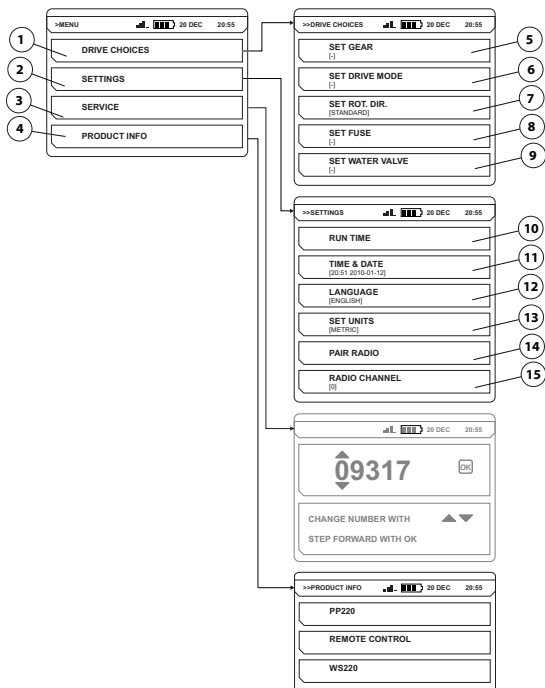 >MENU 20 DEC 20:55
1 DRIVE CHOICES
2 SETTINGS
3 SERVICE
4 PRODUCT INFO
>>DRIVE CHOICES 20 DEC 20:55
SET GEAR 5
[-]
SET DRIVE MODE 6
[-]
SET ROT. DIR. 7
[STANDARD]
SET FUSE 8
[-]
SET WATER VALVE 9
[-]
>>SETTINGS 20 DEC 20:55
RUN TIME 10
TIME & DATE 11
[20:51 2010-01-12]
LANGUAGE 12
[ENGLISH]
SET UNITS 13
[METRIC]
PAIR RADIO 14
RADIO CHANNEL 15
[0]
20 DEC 20:55
09317 OK
CHANGE NUMBER WITH
STEP FORWARD WITH OK
>>PRODUCT INFO 20 DEC 20:55
PP220
REMOTE CONTROL
WS220